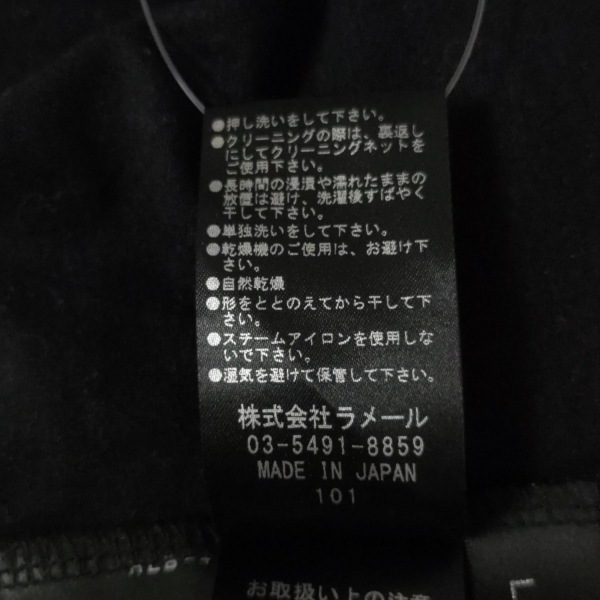 ●押し洗いをして下さい。
●クリーニングの際は、裏返し
にしてクリーニングネットを
ご使用下さい。
●長時間の浸漬や濡れたままの
放置は避け、洗濯後すばやく
干して下さい。
●単独洗いをして下さい。
●乾燥機のご使用は、お避け下
さい。
●自然乾燥
●形をととのえてから干して下
さい。
●スチームアイロンを使用しな
いで下さい。
●湿気を避けて保管して下さい。
株式会社ラメール
03-5491-8859
MADE IN JAPAN
101
お取扱い上の注意